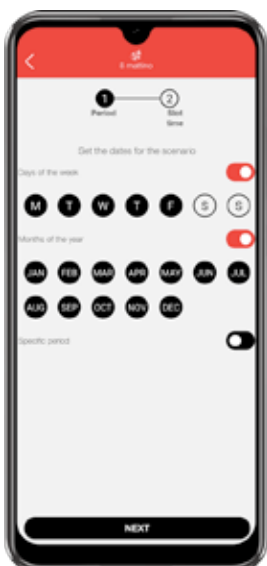 Il mattino
1 2
Period Slot time
Set the dates for the scenario
Days of the week
M T W T F S S
Months of the year
JAN FEB MAR APR MAY JUN JUL
AUG SEP OCT NOV DEC
Specific period
NEXT